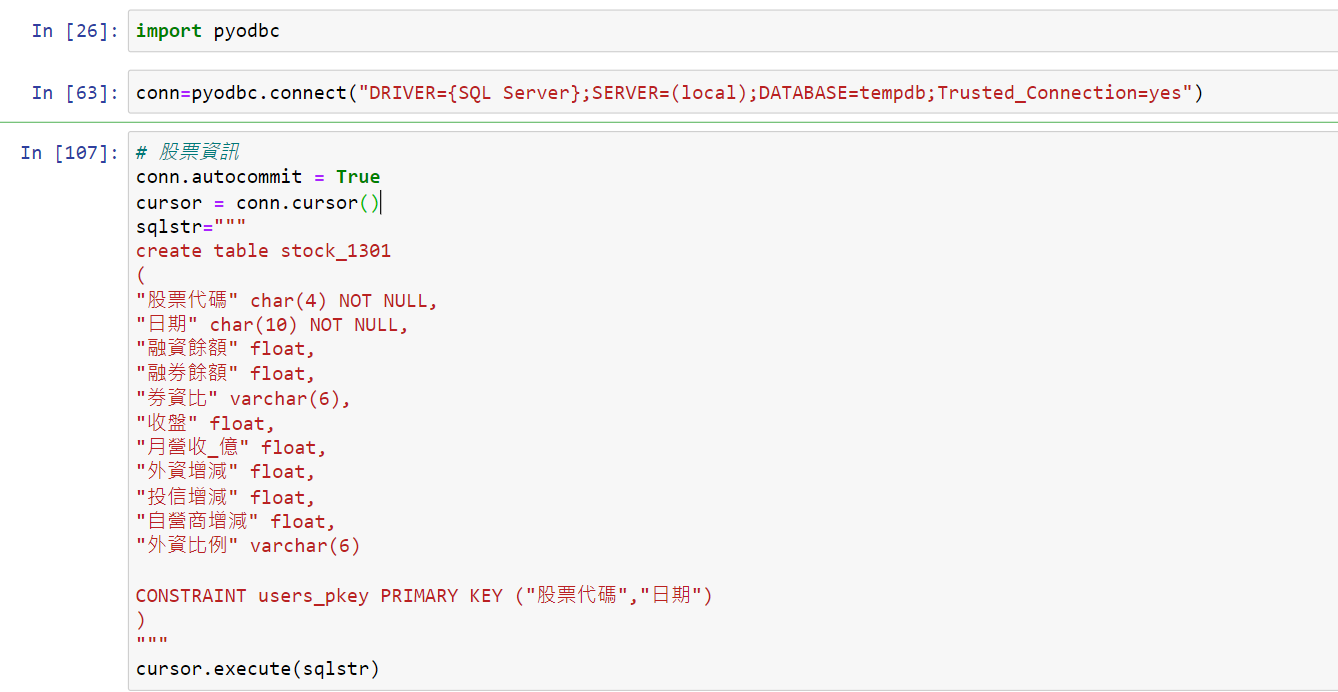 In [26]: import pyodbc
In [63]: conn=pyodbc.connect("DRIVER={SQL Server};SERVER=(local);DATABASE=tempdb;Trusted_Connection=yes")
In [107]: # 股票資訊
conn.autocommit = True
cursor = conn.cursor()
sqlstr="""
create table stock_1301
(
"股票代碼" char(4) NOT NULL,
"日期" char(10) NOT NULL,
"融資餘額" float,
"融券餘額" float,
"券資比" varchar(6),
"收盤" float,
"月營收_億" float,
"外資增減" float,
"投信增減" float,
"自營商增減" float,
"外資比例" varchar(6)
CONSTRAINT users_pkey PRIMARY KEY ("股票代碼","日期")
)
"""
cursor.execute(sqlstr)